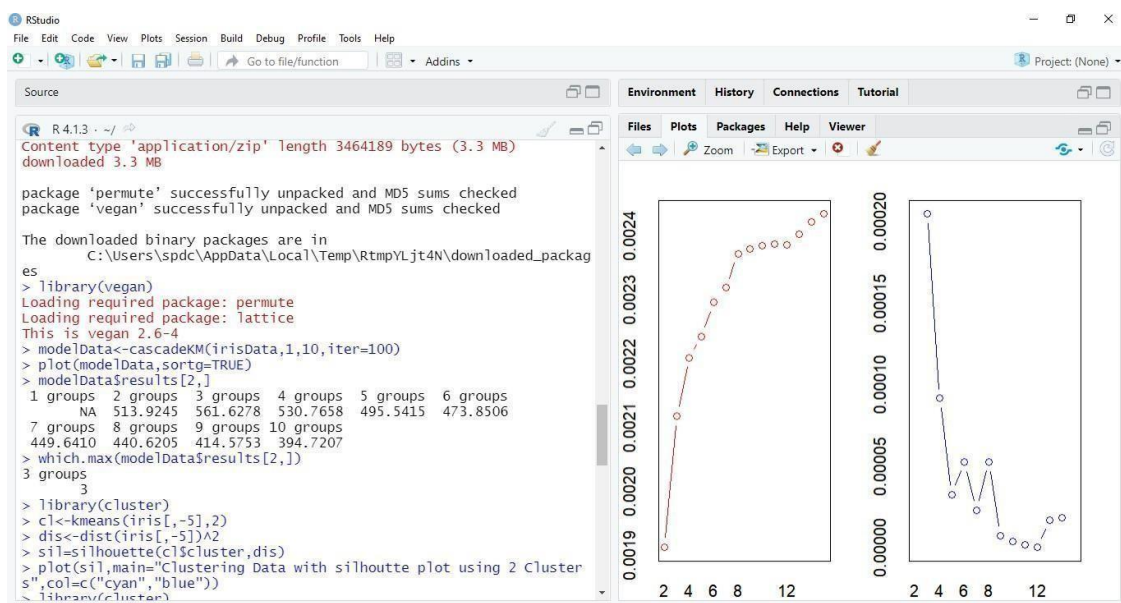 RStudio
File Edit Code View Plots Session Build Debug Profile Tools Help
Go to file/function
Addins
Project: (None)
Source
R 4.1.3 · ~/
Content type 'application/zip' length 3464189 bytes (3.3 MB)
downloaded 3.3 MB
package ‘permute’ successfully unpacked and MD5 sums checked
package ‘vegan’ successfully unpacked and MD5 sums checked
The downloaded binary packages are in
C:\Users\spdc\AppData\Local\Temp\RtmpYLjt4N\downloaded_packag
es
> library(vegan)
Loading required package: permute
Loading required package: lattice
This is vegan 2.6-4
> modelData<-cascadeKM(irisData,1,10,iter=100)
> plot(modelData,sortg=TRUE)
> modelData$results[2,]
1 groups 2 groups 3 groups 4 groups 5 groups 6 groups
NA 513.9245 561.6278 530.7658 495.5415 473.8506
7 groups 8 groups 9 groups 10 groups
449.6410 440.6205 414.5753 394.7207
> which.max(modelData$results[2,])
3 groups
3
> library(cluster)
> cl<-kmeans(iris[,-5],2)
> dis<-dist(iris[,-5])^2
> sil=silhouette(cl$cluster,dis)
> plot(sil,main="Clustering Data with silhoutte plot using 2 Cluster
s",col=c("cyan","blue"))
> library(cluster)
Environment History Connections Tutorial
Files Plots Packages Help Viewer
Zoom Export
0.0024
0.0023
0.0022
0.0021
0.0020
0.0019
2 4 6 8 12
0.00020
0.00015
0.00010
0.00005
0.00000
2 4 6 8 12